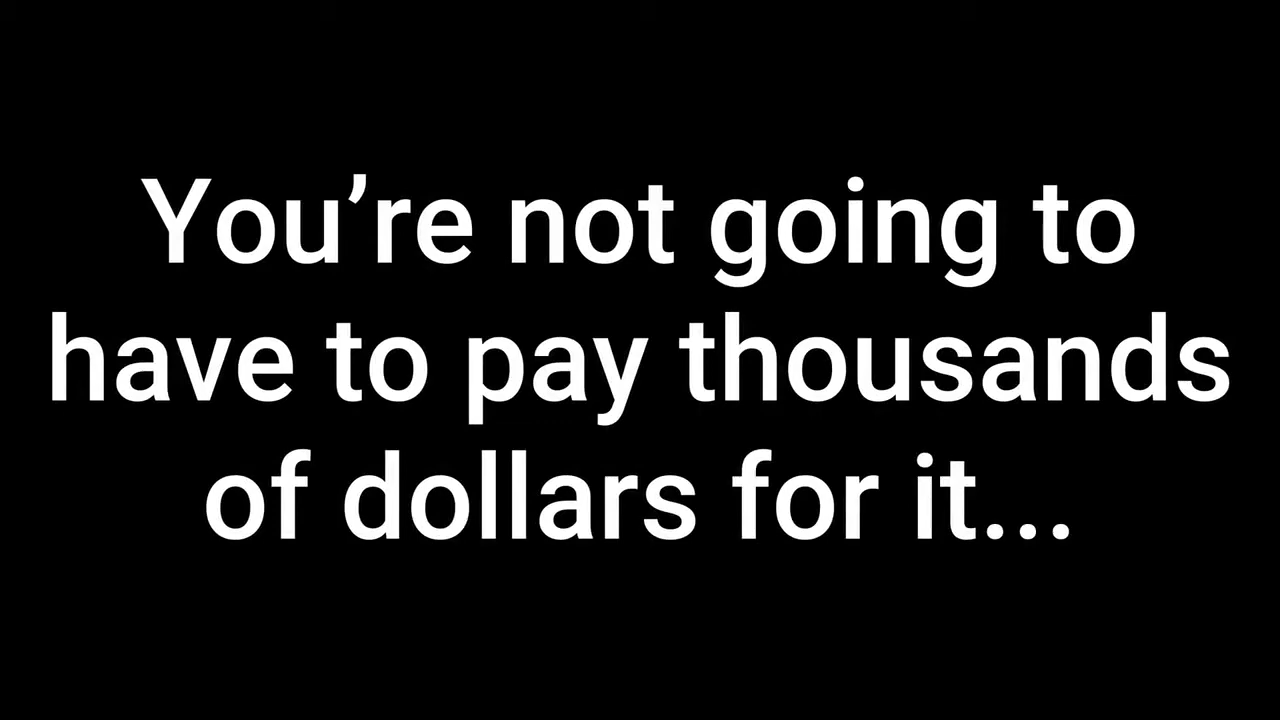 You’re not going to
have to pay thousands
of dollars for it...